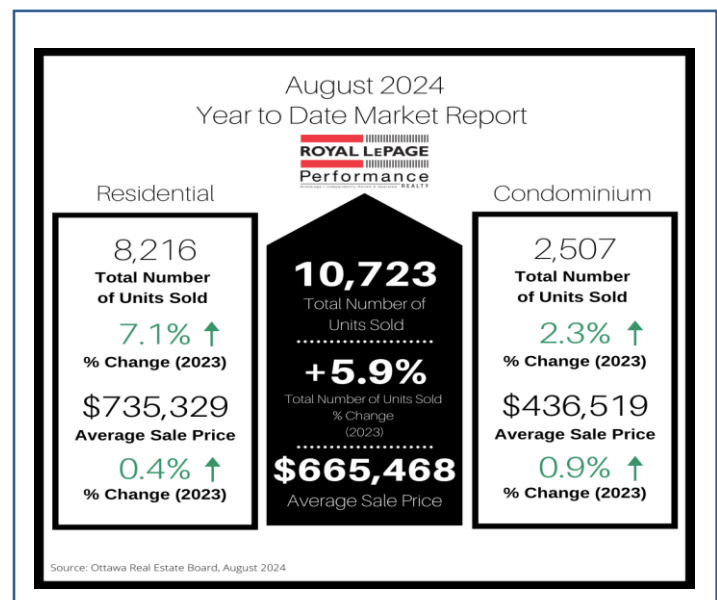 August 2024
Year to Date Market Report
ROYAL LEPAGE
Performance
REALTY
Residential
8,216
Total Number
of Units Sold
7.1% ↑
% Change (2023)
$735,329
Average Sale Price
0.4% ↑
% Change (2023)
10,723
Total Number of
Units Sold
+5.9%
Total Number of Units Sold
% Change
(2023)
$665,468
Average Sale Price
Condominium
2,507
Total Number
of Units Sold
2.3% ↑
% Change (2023)
$436,519
Average Sale Price
0.9% ↑
% Change (2023)
Source: Ottawa Real Estate Board, August 2024